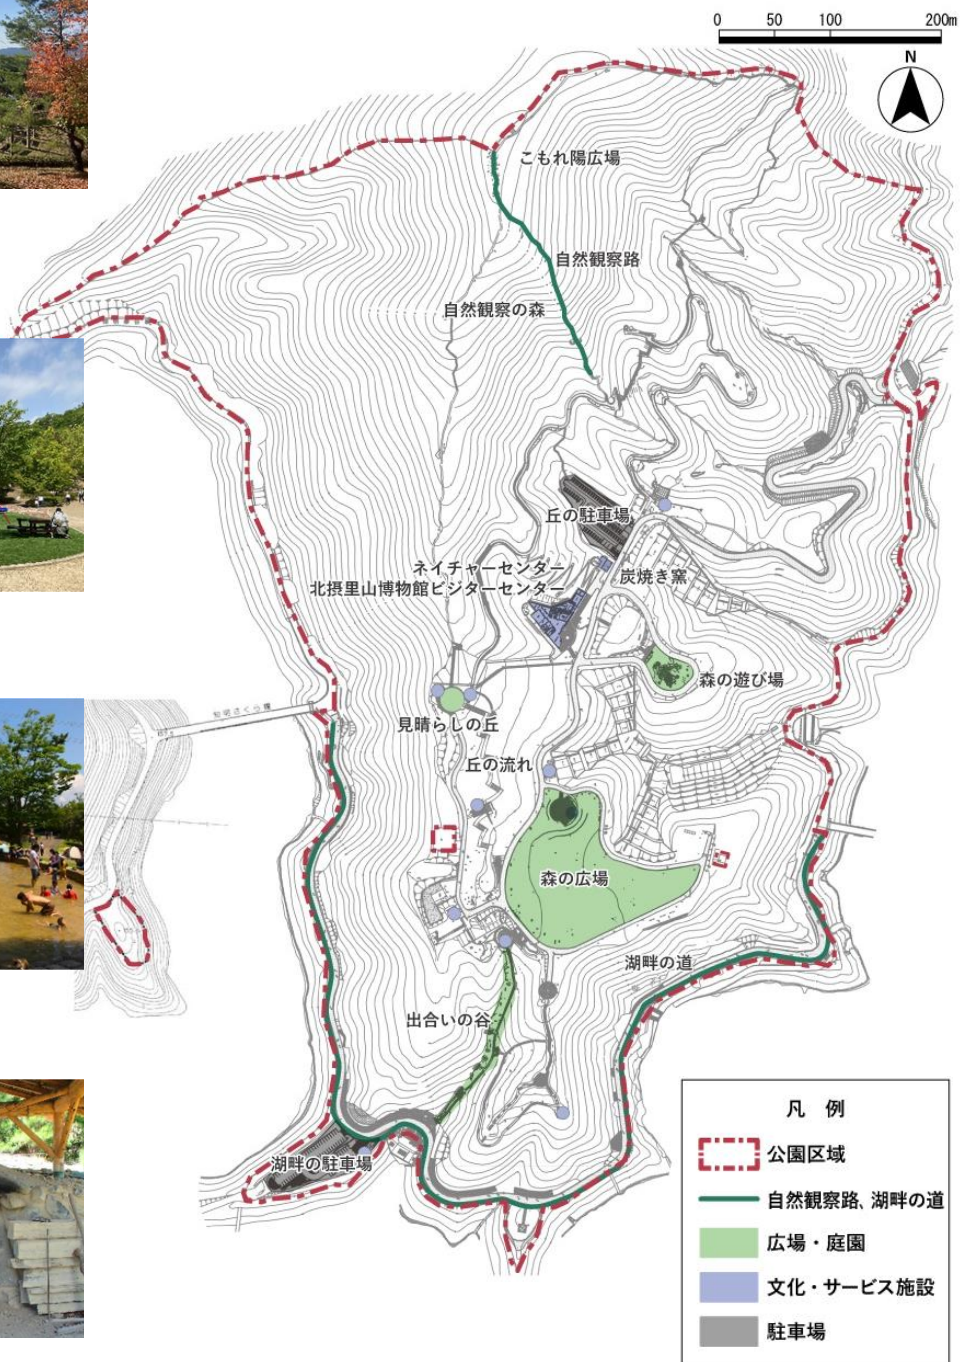 0 50 100 200m
N
こもれ陽広場
自然観察路
自然観察の森
丘の駐車場
ネイチャーセンター
北摂里山博物館ビジターセンター
炭焼き窯
森の遊び場
知明さくら橋
見晴らしの丘
丘の流れ
森の広場
湖畔の道
出合いの谷
湖畔の駐車場
凡 例
公園区域
自然観察路、湖畔の道
広場・庭園
文化・サービス施設
駐車場